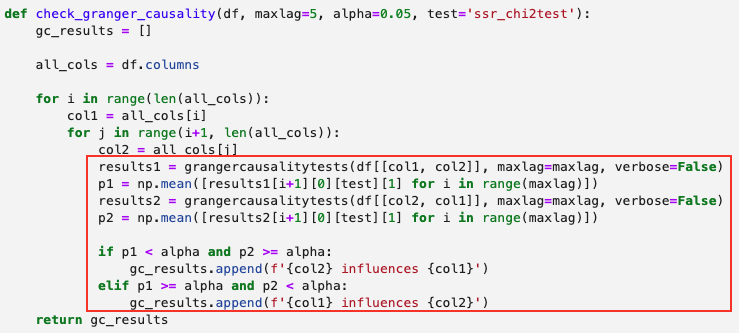 def check_granger_causality(df, maxlag=5, alpha=0.05, test='ssr_chi2test'):
    gc_results = []

    all_cols = df.columns

    for i in range(len(all_cols)):
        col1 = all_cols[i]
        for j in range(i+1, len(all_cols)):
            col2 = all_cols[j]
            results1 = grangercausalitytests(df[[col1, col2]], maxlag=maxlag, verbose=False)
            p1 = np.mean([results1[i+1][0][test][1] for i in range(maxlag)])
            results2 = grangercausalitytests(df[[col2, col1]], maxlag=maxlag, verbose=False)
            p2 = np.mean([results2[i+1][0][test][1] for i in range(maxlag)])

            if p1 < alpha and p2 >= alpha:
                gc_results.append(f'{col2} influences {col1}')
            elif p1 >= alpha and p2 < alpha:
                gc_results.append(f'{col1} influences {col2}')
    return gc_results